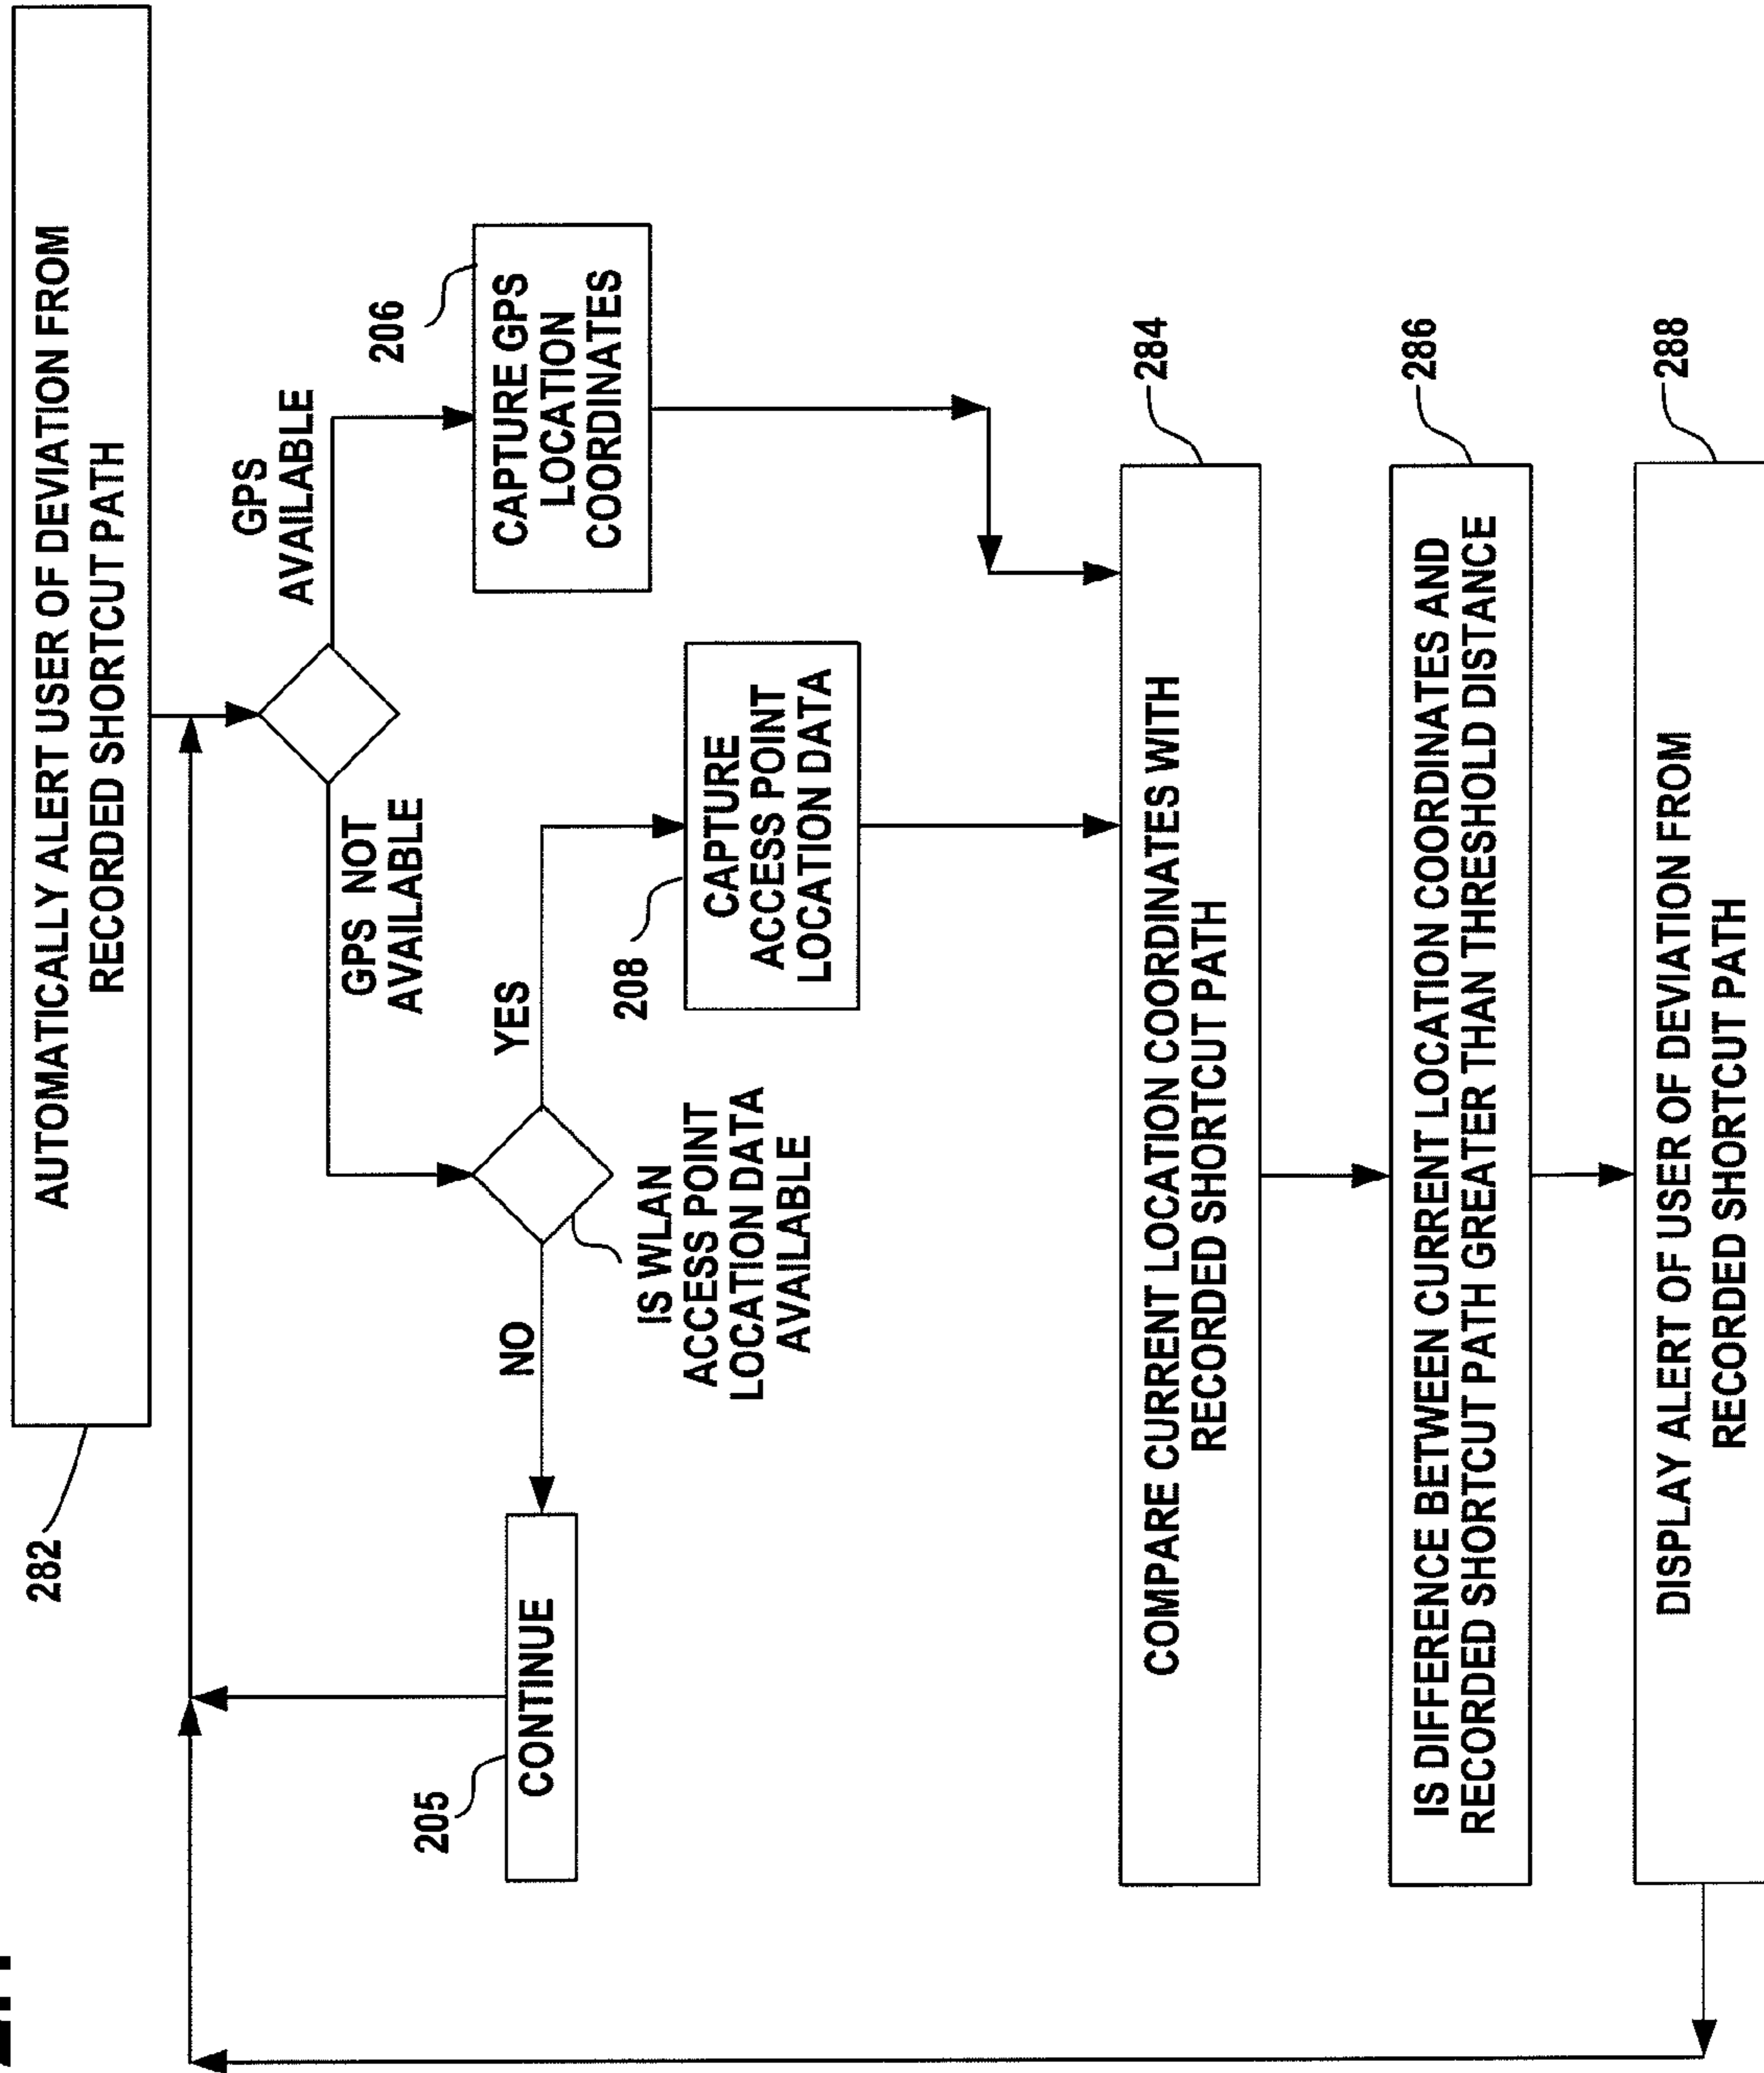 282
AUTOMATICALLY ALERT USER OF DEVIATION FROM
RECORDED SHORTCUT PATH
GPS
AVAILABLE
GPS NOT
AVAILABLE
206
CAPTURE GPS
LOCATION
COORDINATES
YES
NO
IS WLAN
ACCESS POINT
LOCATION DATA
AVAILABLE
208
CAPTURE
ACCESS POINT
LOCATION DATA
205
CONTINUE
284
COMPARE CURRENT LOCATION COORDINATES WITH
RECORDED SHORTCUT PATH
286
IS DIFFERENCE BETWEEN CURRENT LOCATION COORDINATES AND
RECORDED SHORTCUT PATH GREATER THAN THRESHOLD DISTANCE
288
DISPLAY ALERT OF USER OF DEVIATION FROM
RECORDED SHORTCUT PATH